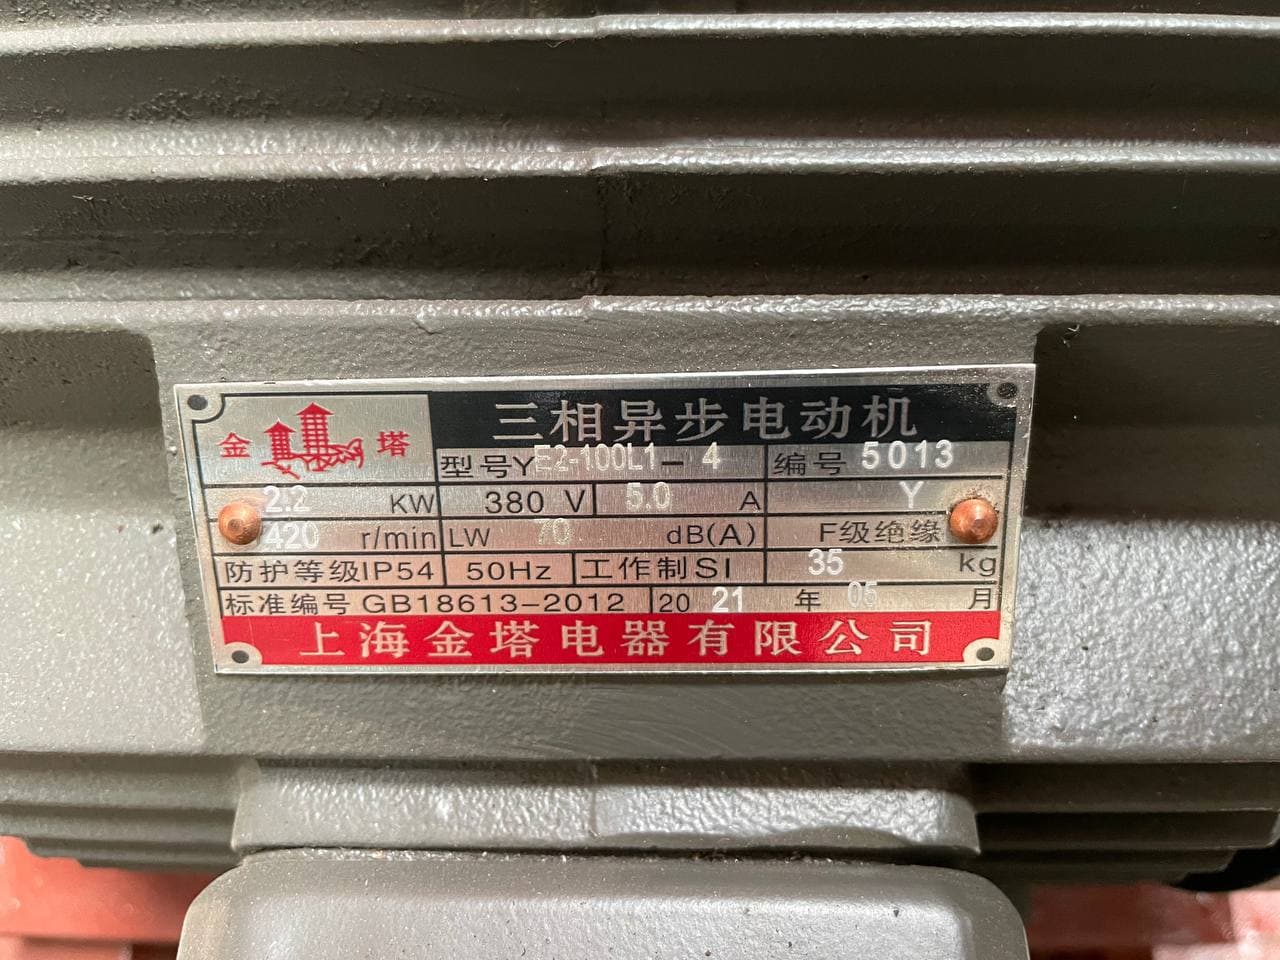 金 塔
三相异步电动机
型号YE2-100L1-4 编号 5013
2.2 KW 380 V 5.0 A Y
420 r/min LW 70 dB(A) F级绝缘
防护等级IP54 50Hz 工作制SI 35 kg
标准编号 GB18613-2012 2021 年 05 月
上海金塔电器有限公司